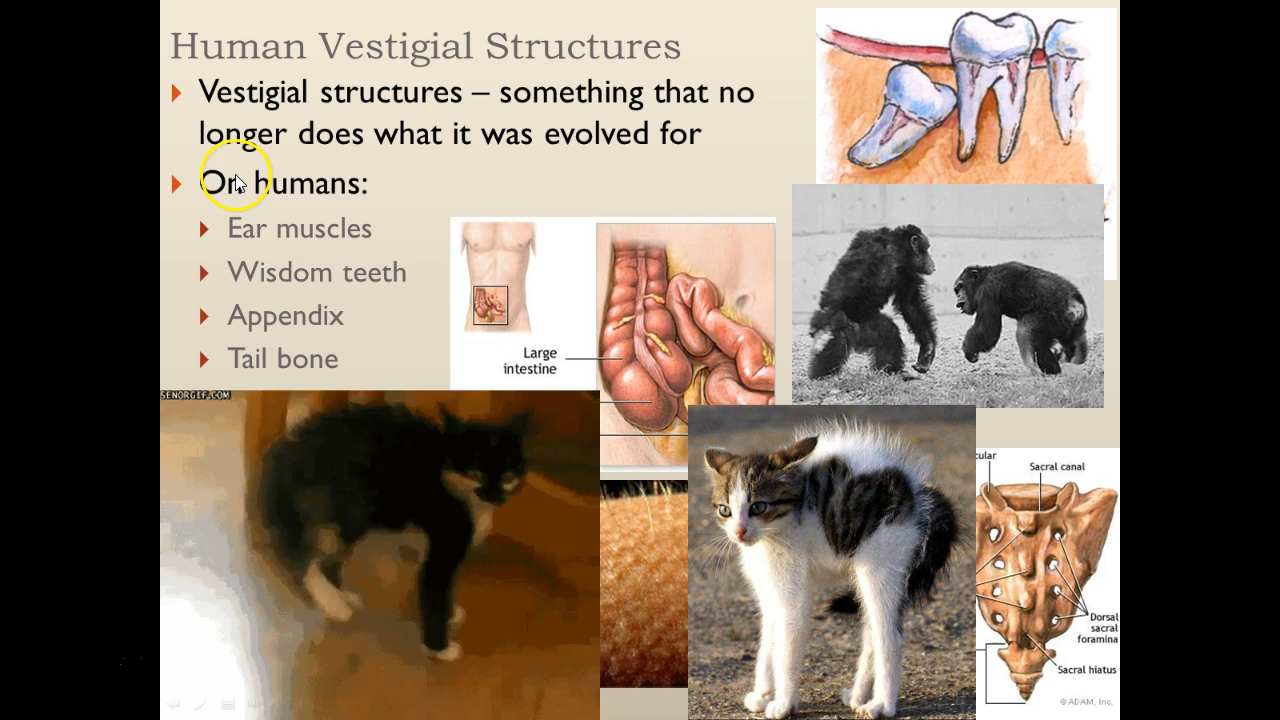 Human Vestigial Structures
Vestigial structures – something that no
longer does what it was evolved for
On humans:
Ear muscles
Wisdom teeth
Appendix
Tail bone
Large
intestine
SENORGIF.COM
cular
Sacral canal
Dorsal
sacral
foramina
Sacral hiatus
©ADAM, Inc.